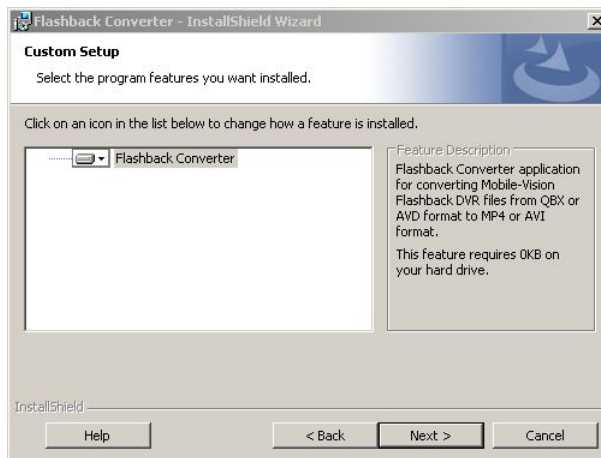 Flashback Converter - InstallShield Wizard
Custom Setup
Select the program features you want installed.
Click on an icon in the list below to change how a feature is installed.
Flashback Converter
Feature Description
Flashback Converter application
for converting Mobile-Vision
Flashback DVR files from QBX or
AVD format to MP4 or AVI
format.
This feature requires 0KB on
your hard drive.
InstallShield
Help
< Back
Next >
Cancel